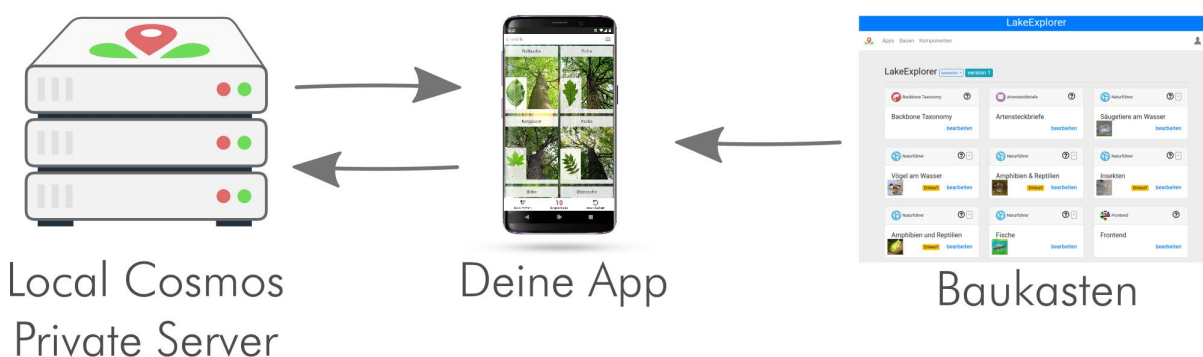 LakeExplorer
Apps Bauen Komponenten
LakeExplorer version 1
Backbone Taxonomy
Backbone Taxonomy
bearbeiten
Artensteckbriefe
Artensteckbriefe
bearbeiten
Naturführer
Säugetiere am Wasser
bearbeiten
Naturführer
Vögel am Wasser
Entwurf bearbeiten
Naturführer
Amphibien & Reptilien
Entwurf bearbeiten
Naturführer
Insekten
Entwurf bearbeiten
Naturführer
Amphibien und Reptilien
Entwurf bearbeiten
Naturführer
Fische
bearbeiten
Frontend
Frontend
bearbeiten
Rotbuche
Eiche
Esche
Birke
10
Local Cosmos
Private Server
Deine App
Baukasten